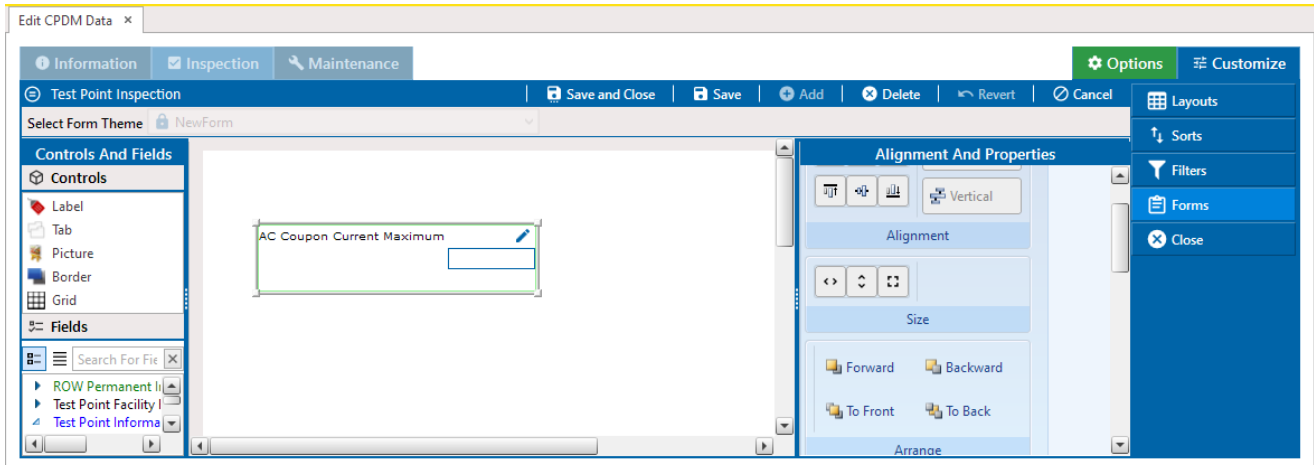 Edit CPDM Data ×
Information Inspection Maintenance Options Customize
Test Point Inspection Save and Close Save Add Delete Revert Cancel
Select Form Theme NewForm
Layouts
Sorts
Filters
Forms
Close
Controls And Fields
Controls
Label
Tab
Picture
Border
Grid
Fields
Search For Fie
ROW Permanent
Test Point Facility
Test Point Informa
AC Coupon Current Maximum
Alignment And Properties
Vertical
Alignment
Size
Forward Backward
To Front To Back
Arrange